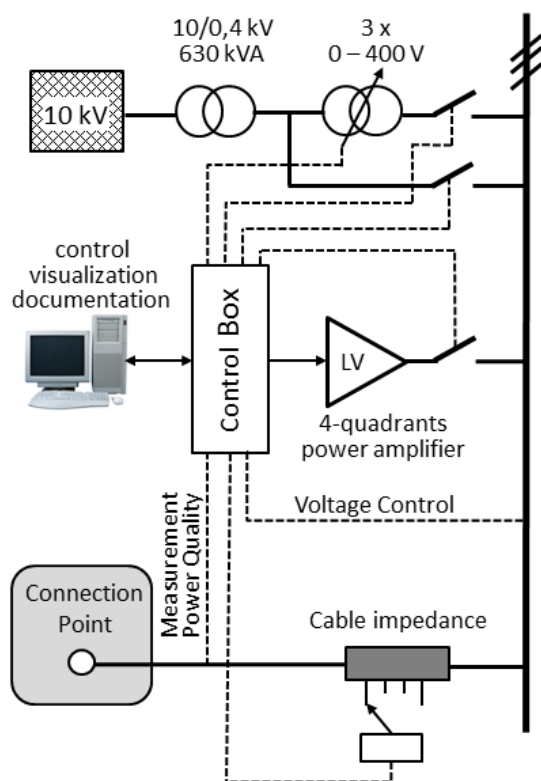 10/0,4 kV
630 kVA
3 x
0 – 400 V
10 kV
control
visualization
documentation
Control Box
LV
4-quadrants
power amplifier
Voltage Control
Measurement
Power Quality
Connection
Point
Cable impedance